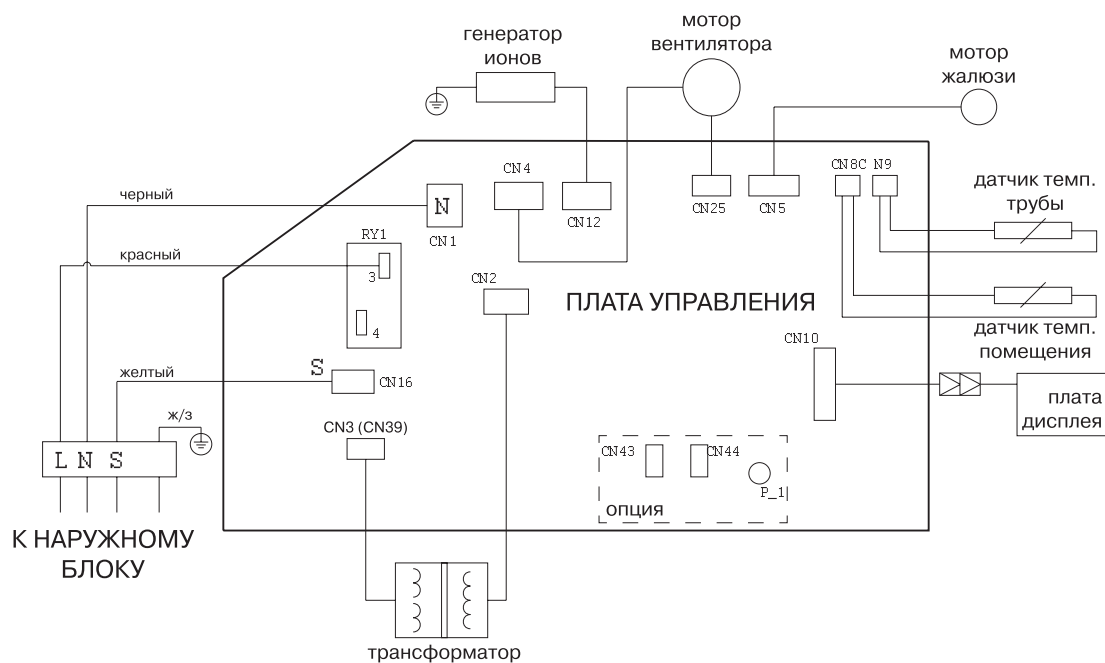 генератор
ионов
мотор
вентилятора
мотор
жалюзи
CN4
CN12
CN25
CN5
CN8C N9
датчик темп.
трубы
черный
N
CN1
красный
RY1
3
4
CN2
ПЛАТА УПРАВЛЕНИЯ
датчик темп.
помещения
CN10
желтый
S
CN16
плата
дисплея
ж/з
CN3 (CN39)
L N S
CN43
CN44
P_1
опция
К НАРУЖНОМУ
БЛОКУ
трансформатор